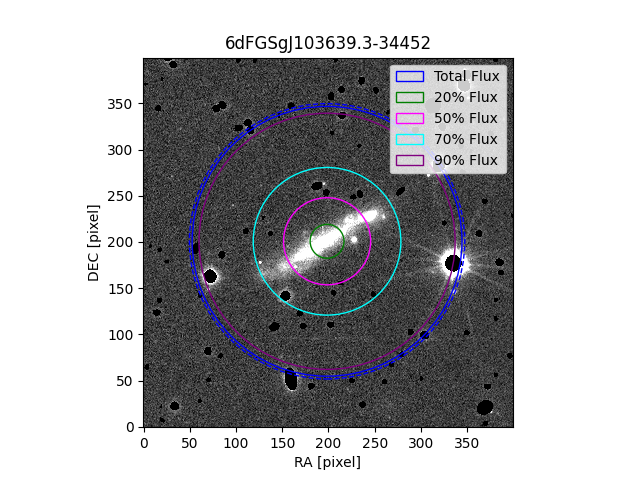 6dFGSgJ103639.3-34452
Total Flux
20% Flux
50% Flux
70% Flux
90% Flux
DEC [pixel]
350
300
250
200
150
100
50
0
0 50 100 150 200 250 300 350
RA [pixel]